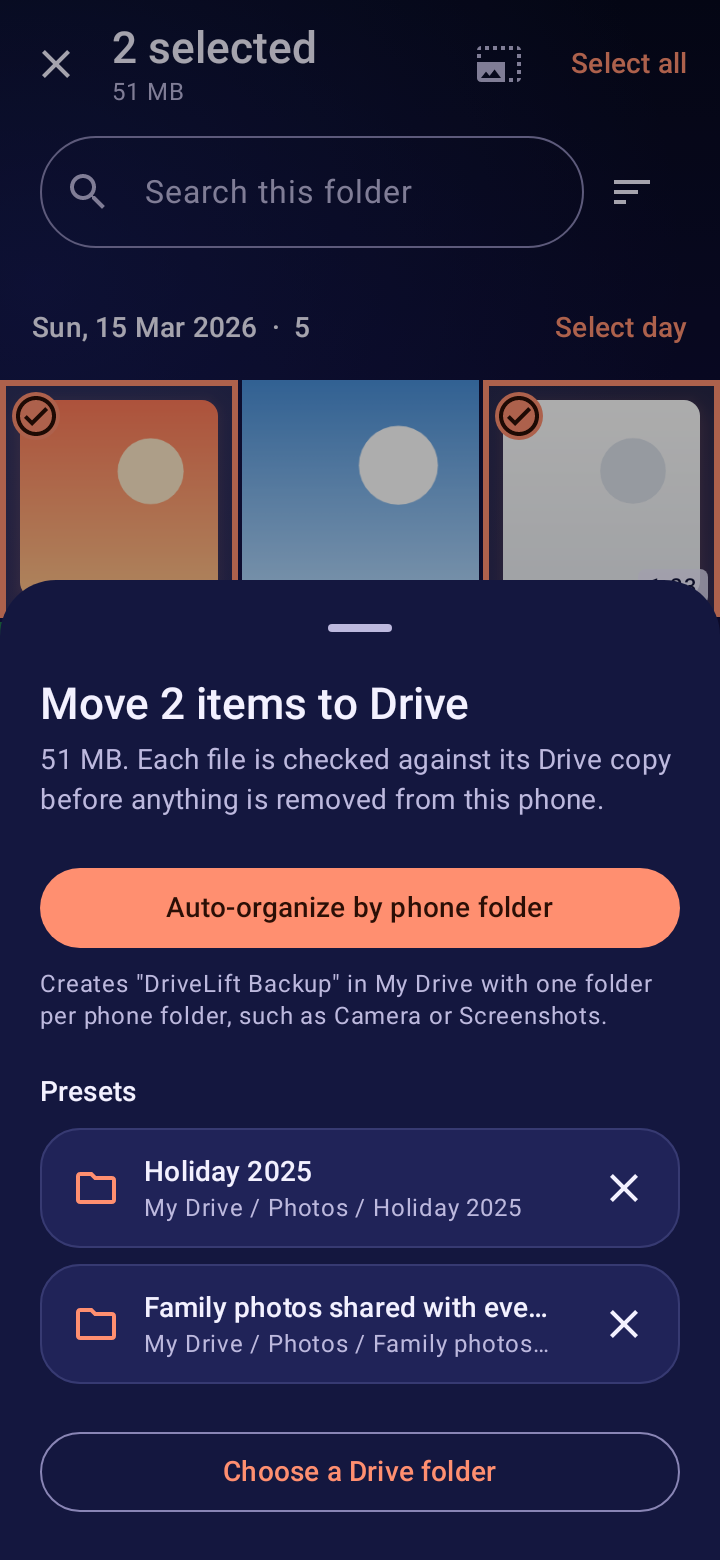 2 selected
51 MB
Select all
Search this folder
Sun, 15 Mar 2026 · 5
Select day
Move 2 items to Drive
51 MB. Each file is checked against its Drive copy
before anything is removed from this phone.
Auto-organize by phone folder
Creates "DriveLift Backup" in My Drive with one folder
per phone folder, such as Camera or Screenshots.
Presets
Holiday 2025
My Drive / Photos / Holiday 2025
Family photos shared with eve…
My Drive / Photos / Family photos…
Choose a Drive folder